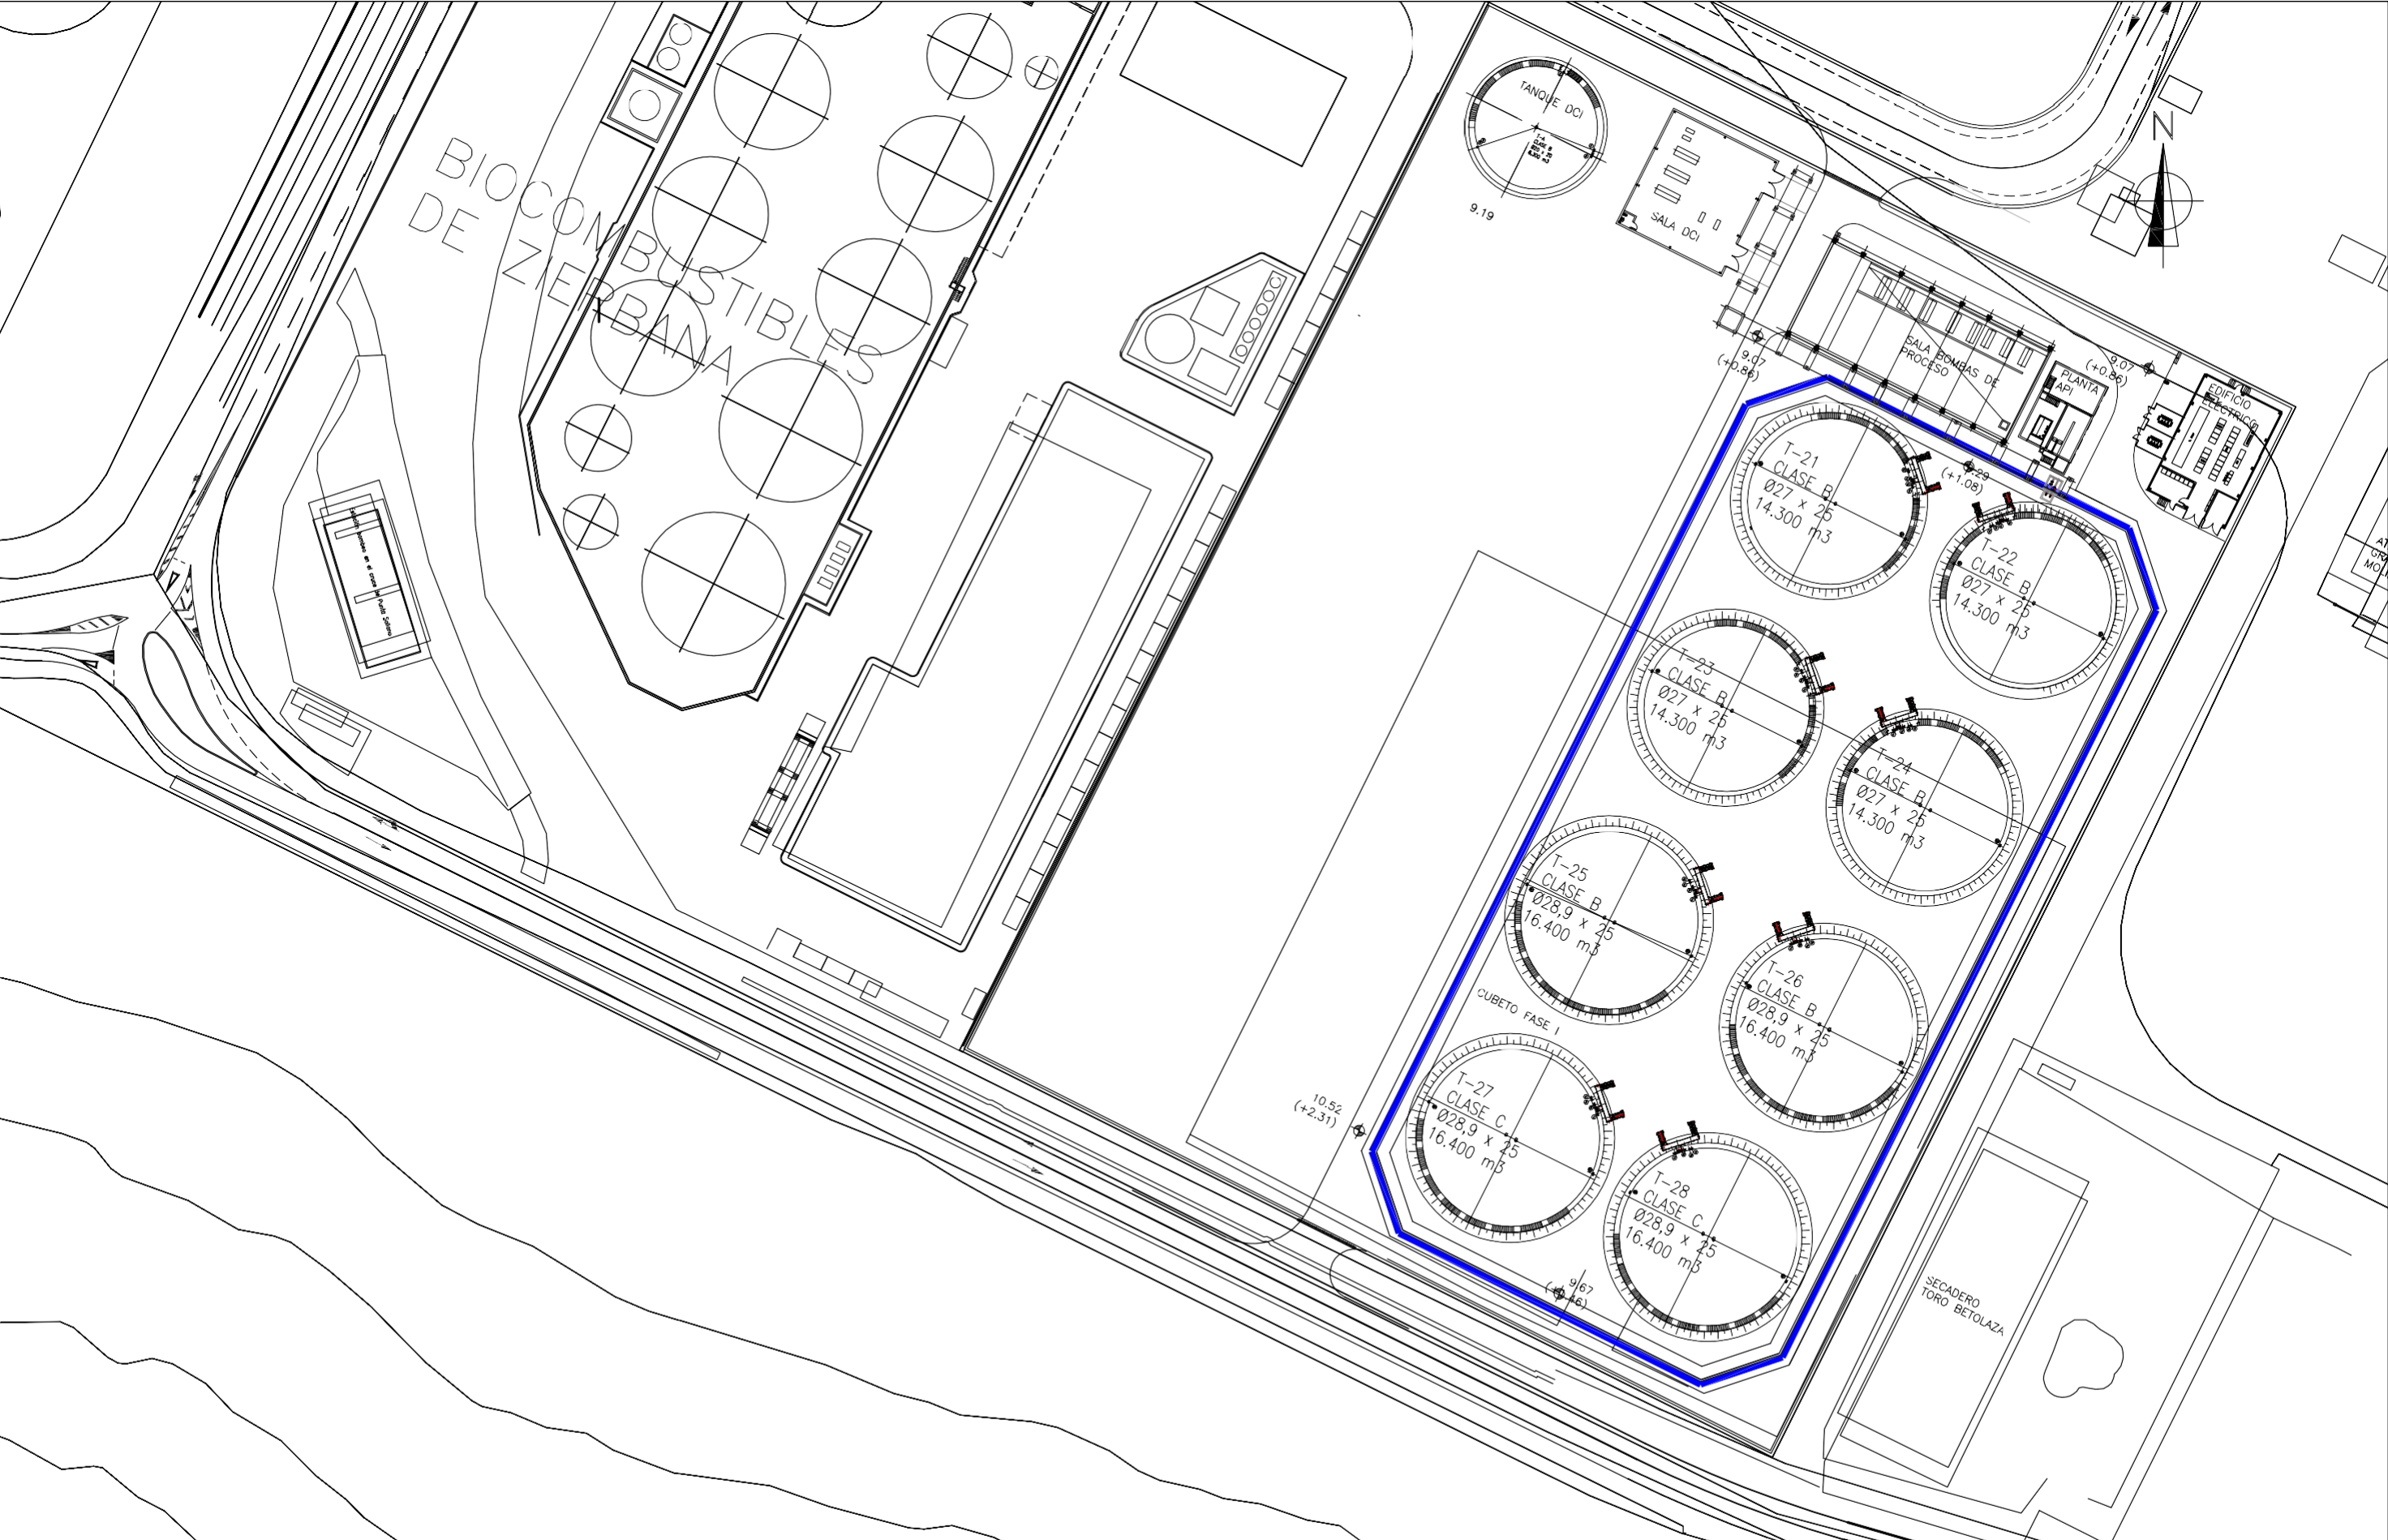 BIOCOMBUSTIBLES
DE ZIERBANA
TANQUE DCI
T-4
CLASE B
9.19
SALA DCI
N
9.07
(+0.86)
SALA BOMBAS DE
PROCESO
PLANTA
API
9.07
(+0.86)
EDIFICIO
ELECTRICO
(+1.08)
T-21
CLASE B
Ø27 x 25
14.300 m3
T-22
CLASE B
Ø27 x 25
14.300 m3
T-23
CLASE B
Ø27 x 25
14.300 m3
T-24
CLASE B
Ø27 x 25
14.300 m3
T-25
CLASE B
Ø28,9 x 25
16.400 m3
T-26
CLASE B
Ø28,9 x 25
16.400 m3
CUBETO FASE I
T-27
CLASE C
Ø28,9 x 25
16.400 m3
T-28
CLASE C
Ø28,9 x 25
16.400 m3
10.52
(+2.31)
9.67
SECADERO
TORO BETOLAZA